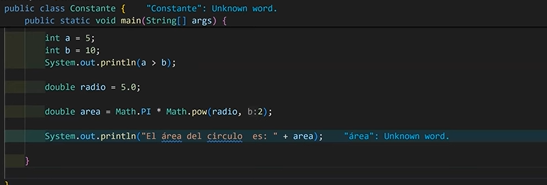 public class Constante {    "Constante": Unknown word.
    public static void main(String[] args) {
        int a = 5;
        int b = 10;
        System.out.println(a > b);
        double radio = 5.0;
        double area = Math.PI * Math.pow(radio, b:2);
        System.out.println("El área del circulo  es: " + area);    "área": Unknown word.
    }
}